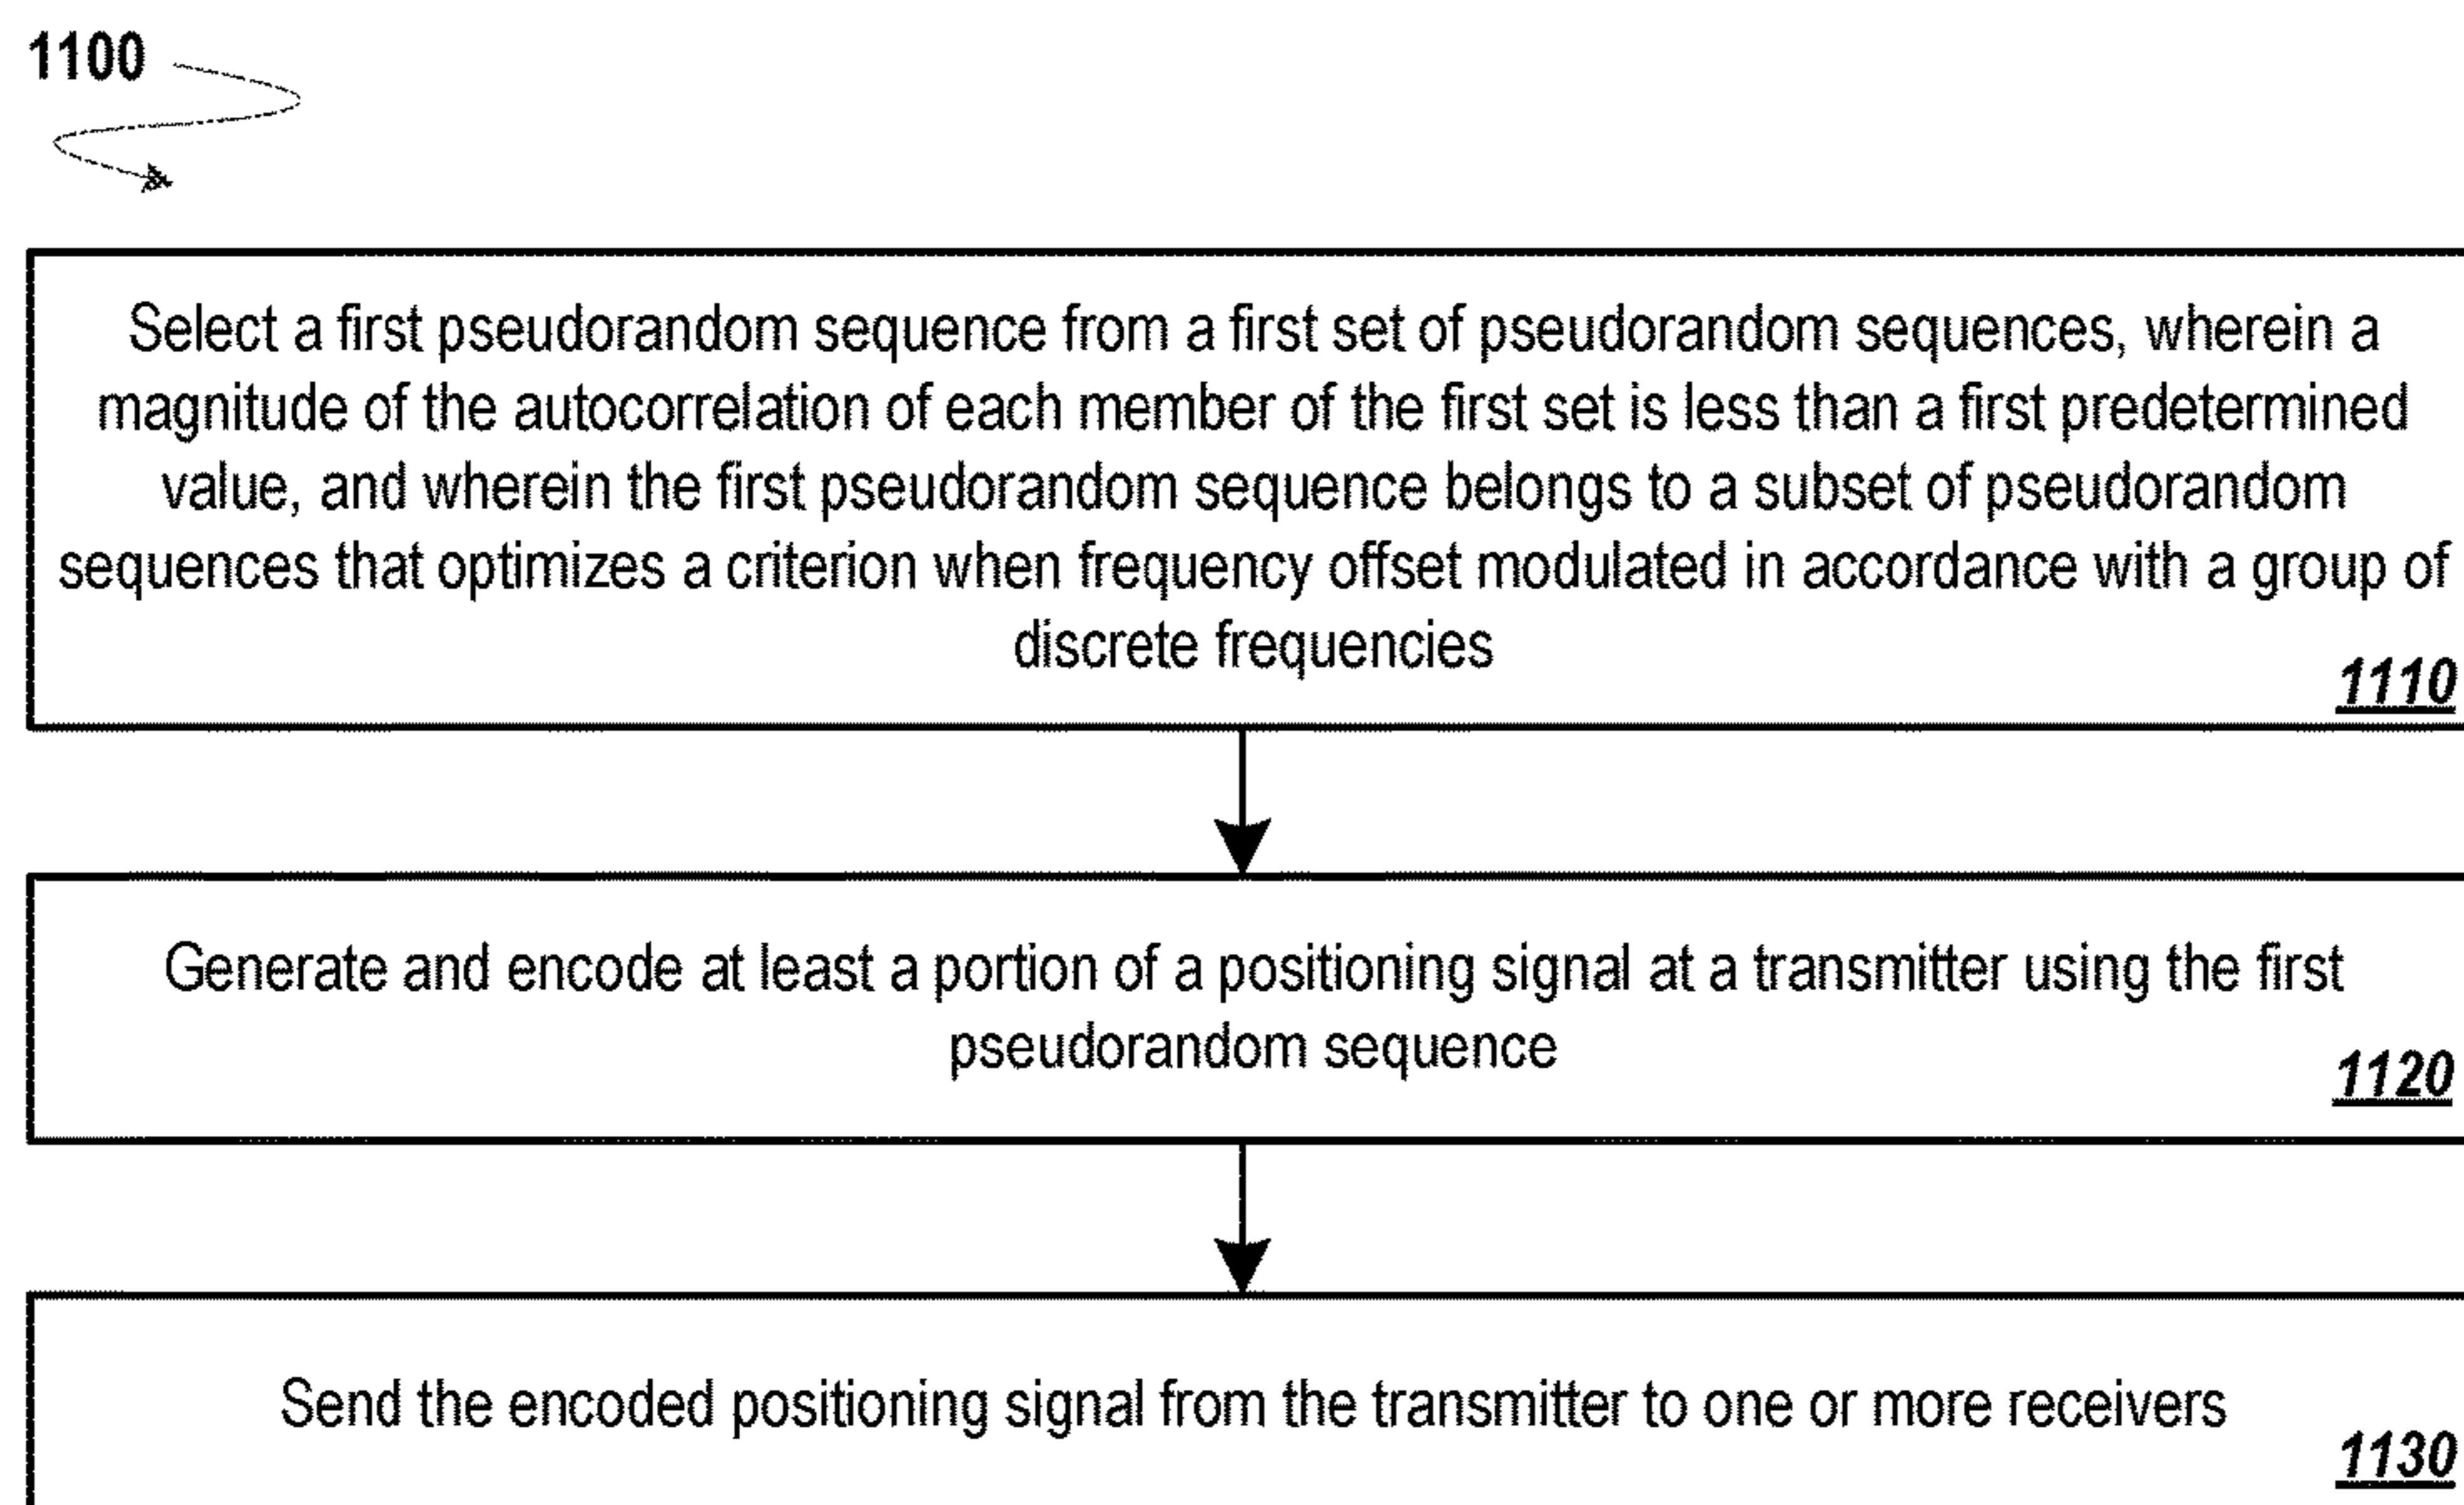 1100
Select a first pseudorandom sequence from a first set of pseudorandom sequences, wherein a
magnitude of the autocorrelation of each member of the first set is less than a first predetermined
value, and wherein the first pseudorandom sequence belongs to a subset of pseudorandom
sequences that optimizes a criterion when frequency offset modulated in accordance with a group of
discrete frequencies
1110
Generate and encode at least a portion of a positioning signal at a transmitter using the first
pseudorandom sequence
1120
Send the encoded positioning signal from the transmitter to one or more receivers
1130